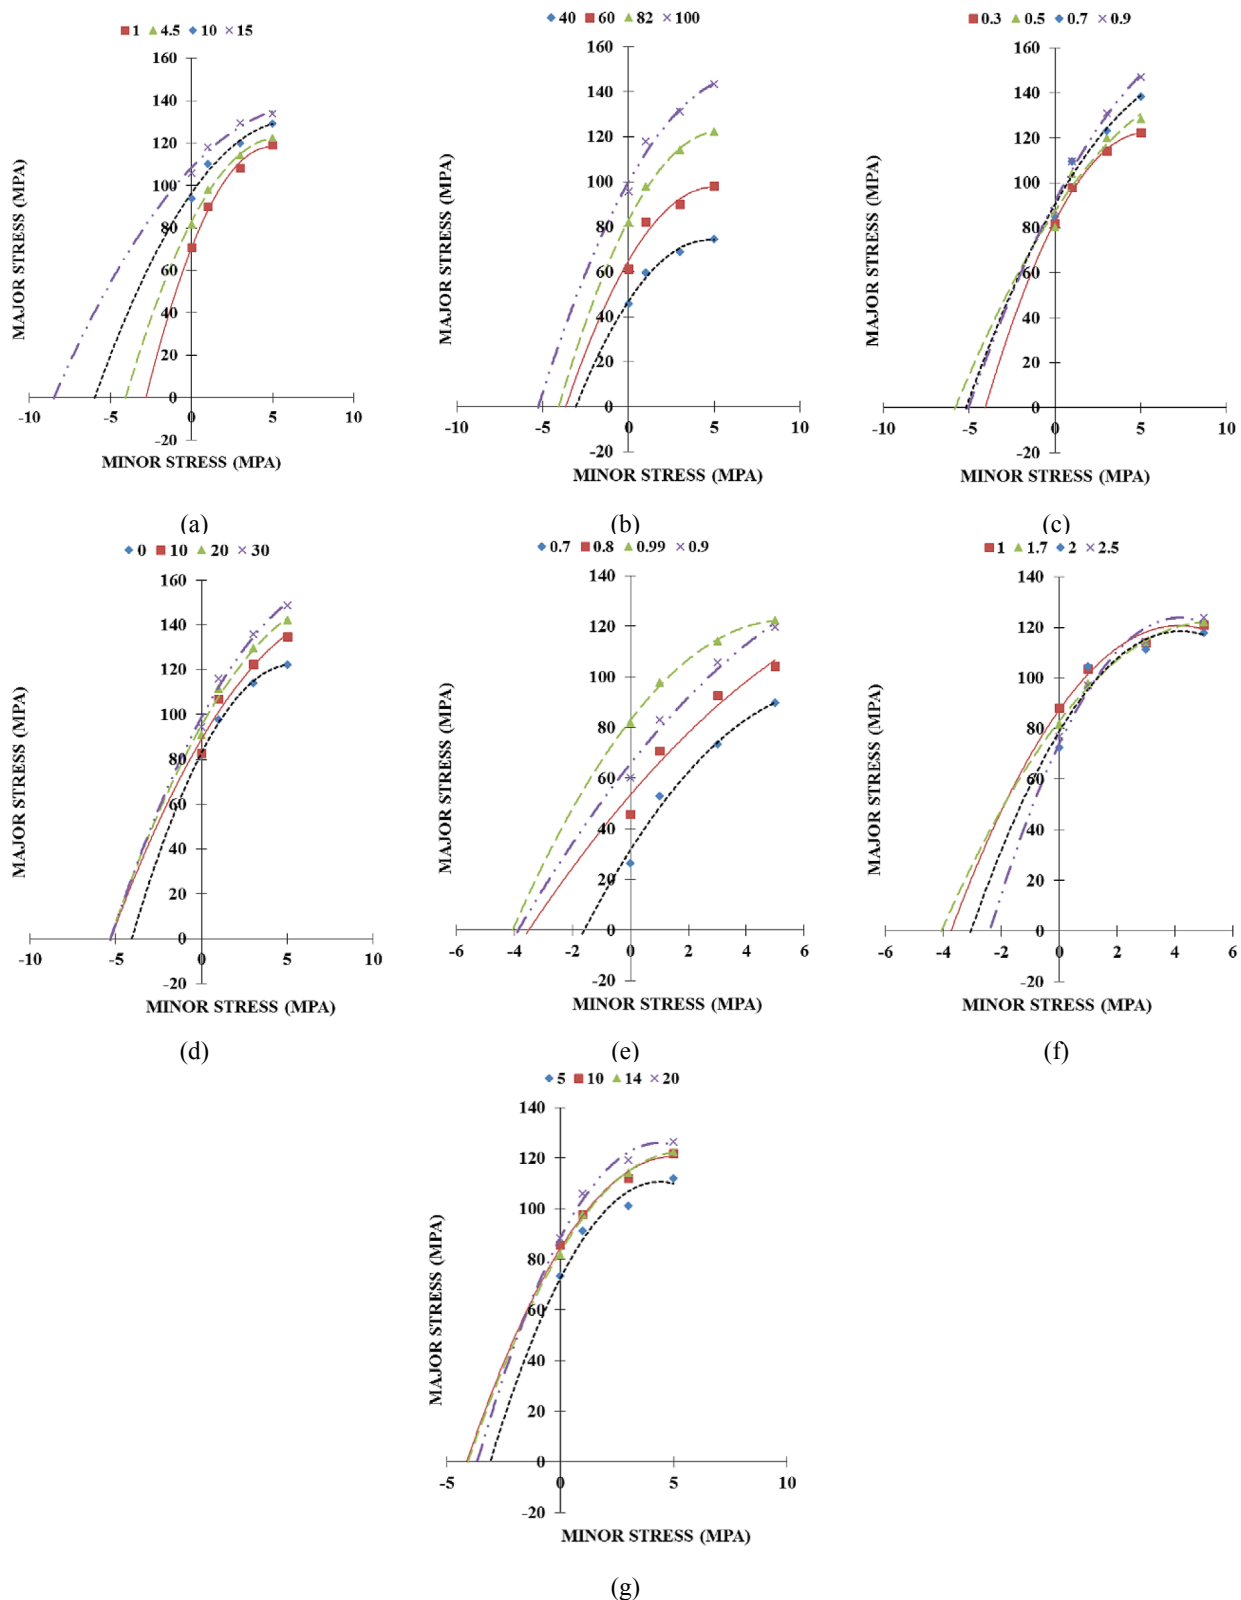 1 4.5 10 15
160
140
120
100
80
60
40
20
0
-20
-10 -5 0 5 10
MAJOR STRESS (MPA)
MINOR STRESS (MPA)
(a)
40 60 82 100
160
140
120
100
80
60
40
20
0
-20
-10 -5 0 5 10
MAJOR STRESS (MPA)
MINOR STRESS (MPA)
(b)
0.3 0.5 0.7 0.9
160
140
120
100
80
60
40
20
0
-20
-10 -5 0 5 10
MAJOR STRESS (MPA)
MINOR STRESS (MPA)
(c)
0 10 20 30
160
140
120
100
80
60
40
20
0
-20
-10 -5 0 5 10
MAJOR STRESS (MPA)
MINOR STRESS (MPA)
(d)
0.7 0.8 0.99 0.9
140
120
100
80
60
40
20
0
-20
-6 -4 -2 0 2 4 6
MAJOR STRESS (MPA)
MINOR STRESS (MPA)
(e)
1 1.7 2 2.5
140
120
100
80
60
40
20
0
-20
-6 -4 -2 0 2 4 6
MAJOR STRESS (MPA)
MINOR STRESS (MPA)
(f)
5 10 14 20
140
120
100
80
60
40
20
0
-20
-5 0 5 10
MAJOR STRESS (MPA)
MINOR STRESS (MPA)
(g)